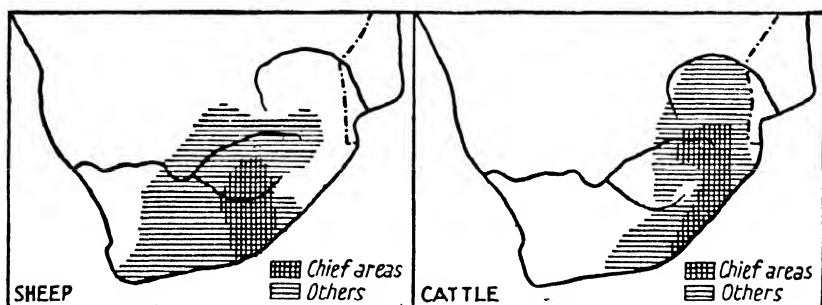 Chief areas
Others
SHEEP
Chief areas
Others
CATTLE